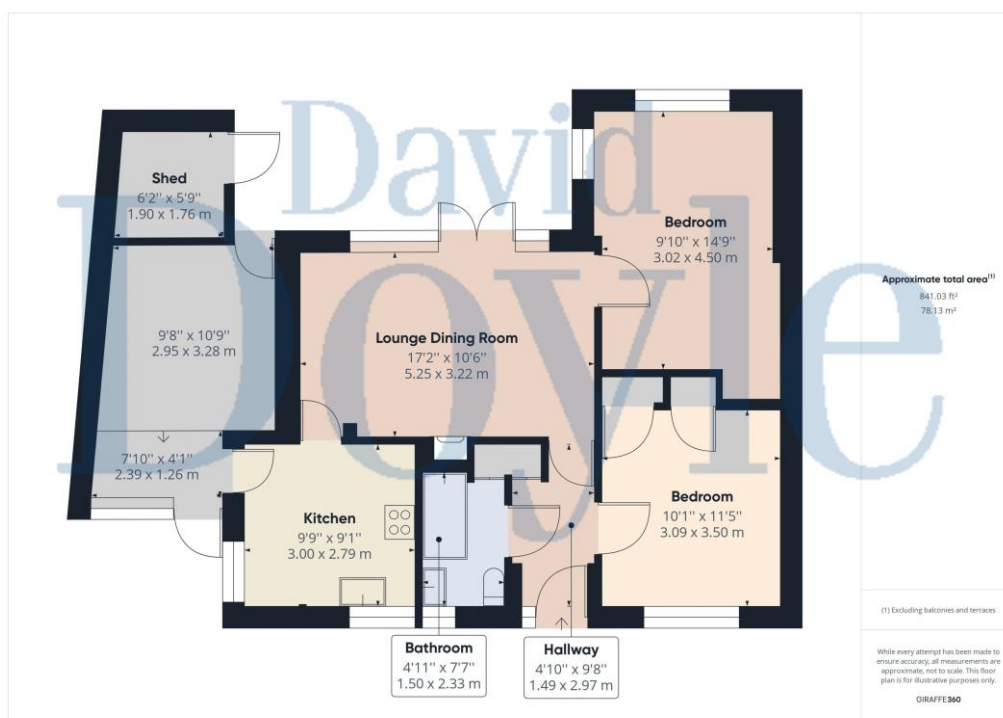 David
Doyle
Shed
6'2" x 5'9"
1.90 x 1.76 m
9'8" x 10'9"
2.95 x 3.28 m
7'10" x 4'1"
2.39 x 1.26 m
Lounge Dining Room
17'2" x 10'6"
5.25 x 3.22 m
Bedroom
9'10" x 14'9"
3.02 x 4.50 m
Kitchen
9'9" x 9'1"
3.00 x 2.79 m
Bedroom
10'1" x 11'5"
3.09 x 3.50 m
Bathroom
4'11" x 7'7"
1.50 x 2.33 m
Hallway
4'10" x 9'8"
1.49 x 2.97 m
Approximate total area(1)
841.03 ft²
78.13 m²
(1) Excluding balconies and terraces
While every attempt has been made to
ensure accuracy, all measurements are
approximate, not to scale. This floor
plan is for illustrative purposes only.
GIRAFFE360